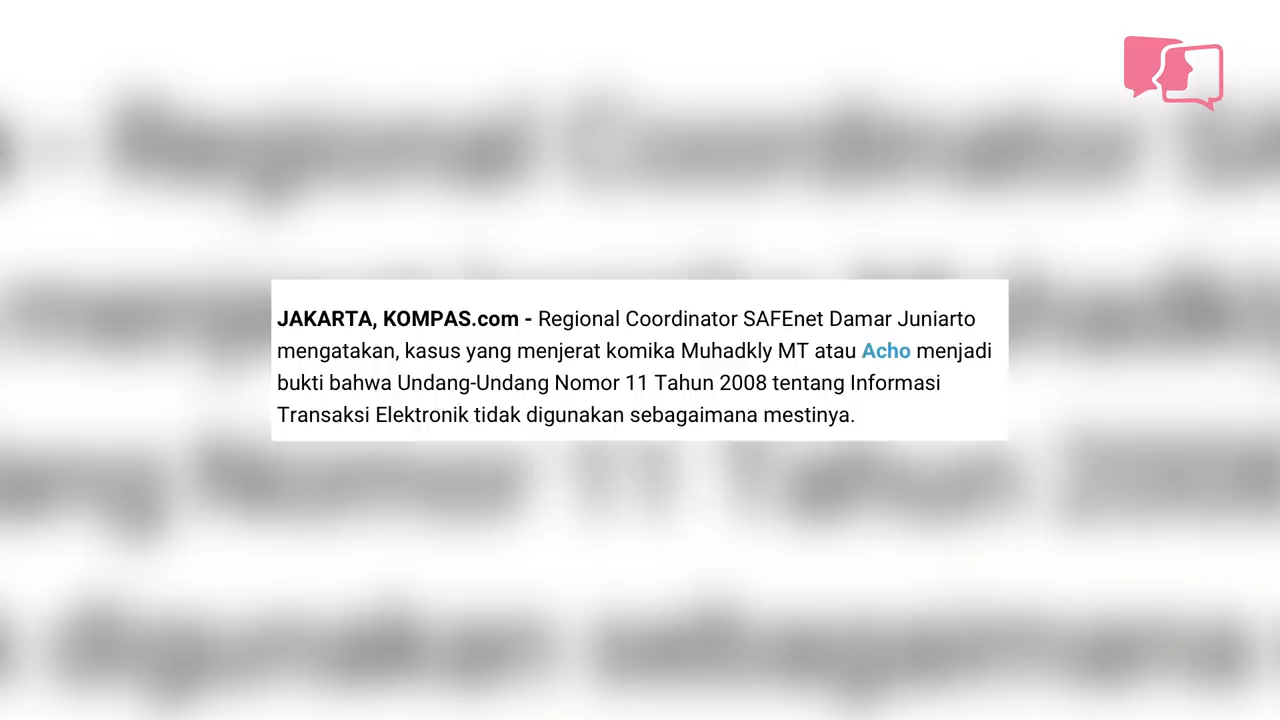 JAKARTA, KOMPAS.com - Regional Coordinator SAFEnet Damar Juniarto
mengatakan, kasus yang menjerat komika Muhadkly MT atau Acho menjadi
bukti bahwa Undang-Undang Nomor 11 Tahun 2008 tentang Informasi
Transaksi Elektronik tidak digunakan sebagaimana mestinya.